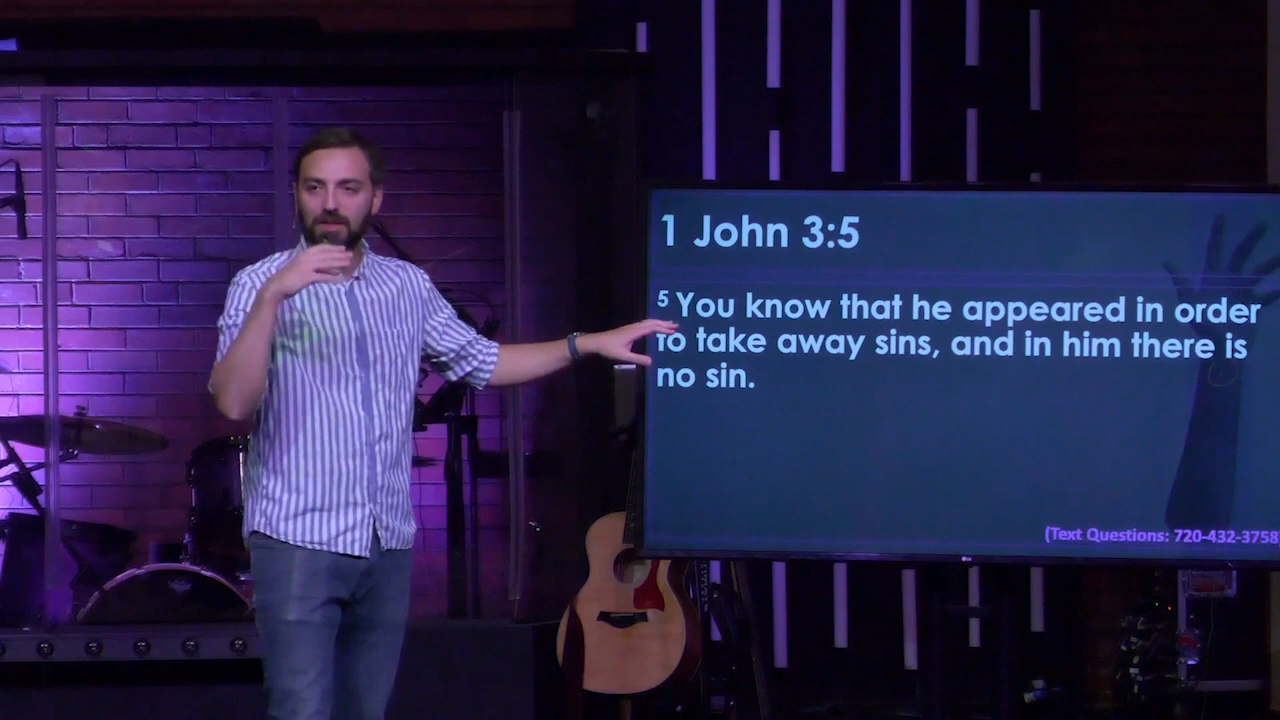 1 John 3:5
5 You know that he appeared in order
to take away sins, and in him there is
no sin.
(Text Questions: 720-432-3758
LG